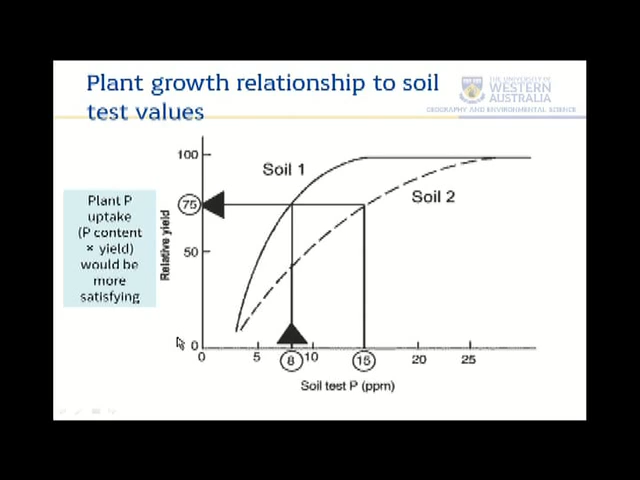 Plant growth relationship to soil
test values
THE UNIVERSITY OF
WESTERN
AUSTRALIA
GEOGRAPHY AND ENVIRONMENTAL SCIENCE
Plant P
uptake
(P content
× yield)
would be
more
satisfying
Relative yield
100
75
50
0
Soil 1
Soil 2
0 5 8 10 15 20 25
Soil test P (ppm)